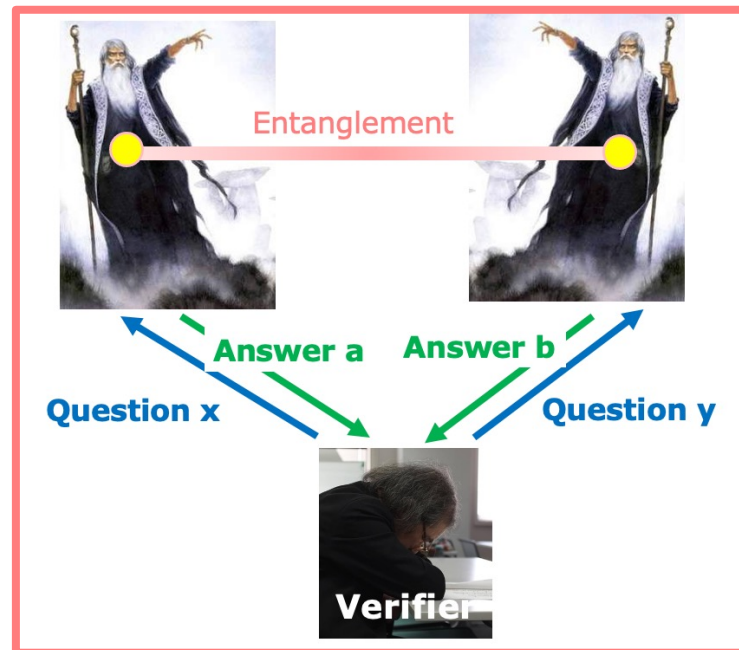 Entanglement
Answer a
Answer b
Question x
Question y
Verifier